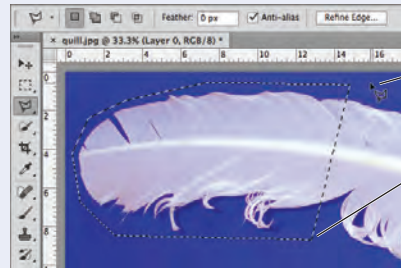 Feather: 0 px Anti-alias Refine Edge...
× quill.jpg @ 33.3% (Layer 0, RGB/8) *
0 2 4 6 8 10 12 14 16
0
2
4
6
8